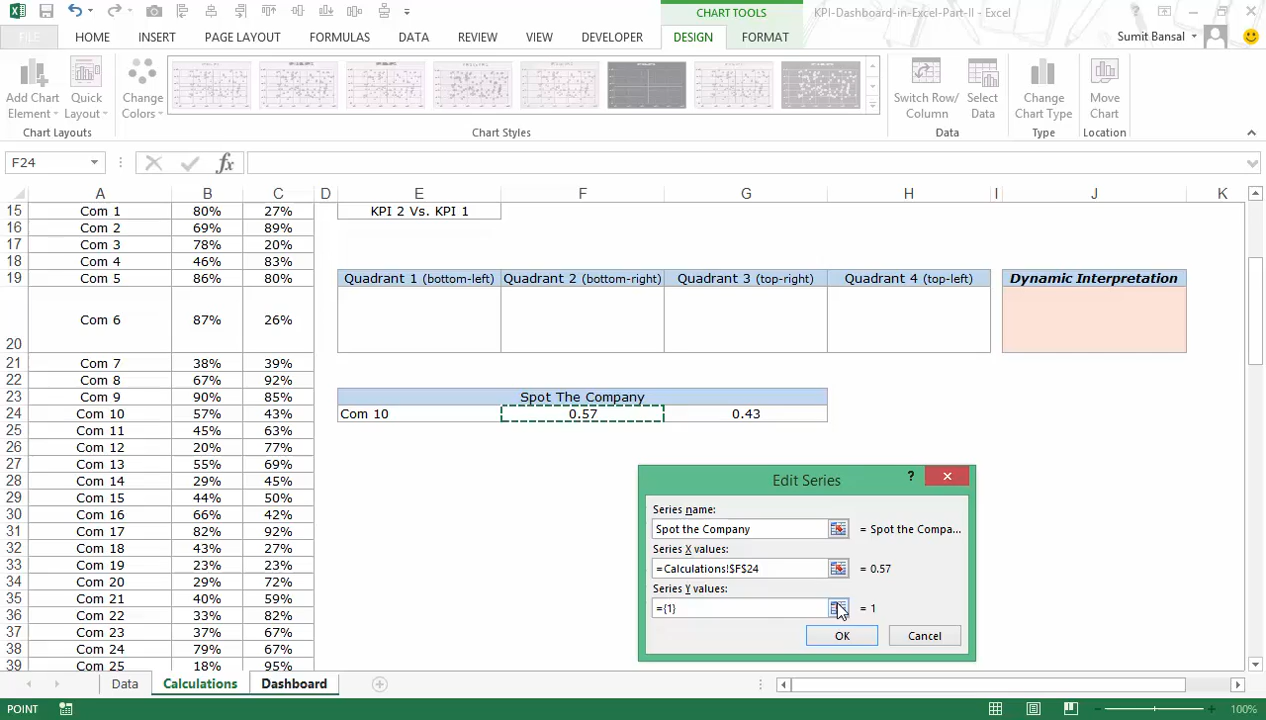 CHART TOOLS
KPI-Dashboard-in-Excel-Part-II - Excel
FILE HOME INSERT PAGE LAYOUT FORMULAS DATA REVIEW VIEW DEVELOPER DESIGN FORMAT Sumit Bansal
Add Chart Element Quick Layout Change Colors Switch Row/ Column Select Data Change Chart Type Move Chart
Chart Layouts Chart Styles Data Type Location
F24 fx
A B C D E F G H I J K
15 Com 1 80% 27% KPI 2 Vs. KPI 1
16 Com 2 69% 89%
17 Com 3 78% 20%
18 Com 4 46% 83%
19 Com 5 86% 80% Quadrant 1 (bottom-left) Quadrant 2 (bottom-right) Quadrant 3 (top-right) Quadrant 4 (top-left) Dynamic Interpretation
20 Com 6 87% 26%
21 Com 7 38% 39%
22 Com 8 67% 92%
23 Com 9 90% 85% Spot The Company
24 Com 10 57% 43% Com 10 0.57 0.43
25 Com 11 45% 63%
26 Com 12 20% 77%
27 Com 13 55% 69%
28 Com 14 29% 45%
29 Com 15 44% 50%
30 Com 16 66% 42%
31 Com 17 82% 92%
32 Com 18 43% 27%
33 Com 19 23% 23%
34 Com 20 29% 72%
35 Com 21 40% 59%
36 Com 22 33% 82%
37 Com 23 37% 67%
38 Com 24 79% 67%
39 Com 25 18% 95%
Edit Series
Series name:
Spot the Company = Spot the Compa...
Series X values:
=Calculations!$F$24 = 0.57
Series Y values:
={1} = 1
OK Cancel
Data Calculations Dashboard
POINT 100%